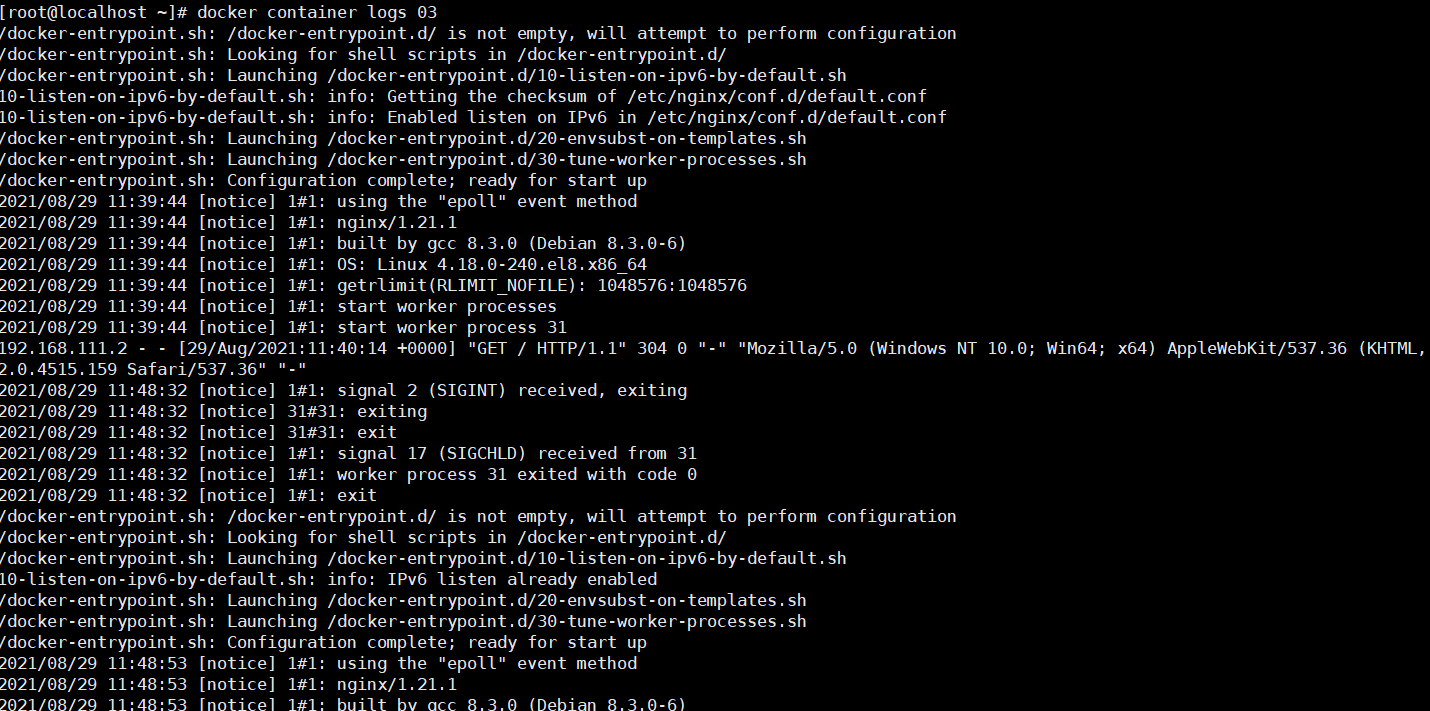 [root@localhost ~]# docker container logs 03
/docker-entrypoint.sh: /docker-entrypoint.d/ is not empty, will attempt to perform configuration
/docker-entrypoint.sh: Looking for shell scripts in /docker-entrypoint.d/
/docker-entrypoint.sh: Launching /docker-entrypoint.d/10-listen-on-ipv6-by-default.sh
10-listen-on-ipv6-by-default.sh: info: Getting the checksum of /etc/nginx/conf.d/default.conf
10-listen-on-ipv6-by-default.sh: info: Enabled listen on IPv6 in /etc/nginx/conf.d/default.conf
/docker-entrypoint.sh: Launching /docker-entrypoint.d/20-envsubst-on-templates.sh
/docker-entrypoint.sh: Launching /docker-entrypoint.d/30-tune-worker-processes.sh
/docker-entrypoint.sh: Configuration complete; ready for start up
2021/08/29 11:39:44 [notice] 1#1: using the "epoll" event method
2021/08/29 11:39:44 [notice] 1#1: nginx/1.21.1
2021/08/29 11:39:44 [notice] 1#1: built by gcc 8.3.0 (Debian 8.3.0-6)
2021/08/29 11:39:44 [notice] 1#1: OS: Linux 4.18.0-240.el8.x86_64
2021/08/29 11:39:44 [notice] 1#1: getrlimit(RLIMIT_NOFILE): 1048576:1048576
2021/08/29 11:39:44 [notice] 1#1: start worker processes
2021/08/29 11:39:44 [notice] 1#1: start worker process 31
192.168.111.2 - - [29/Aug/2021:11:40:14 +0000] "GET / HTTP/1.1" 304 0 "-" "Mozilla/5.0 (Windows NT 10.0; Win64; x64) AppleWebKit/537.36 (KHTML,
2.0.4515.159 Safari/537.36" "-"
2021/08/29 11:48:32 [notice] 1#1: signal 2 (SIGINT) received, exiting
2021/08/29 11:48:32 [notice] 31#31: exiting
2021/08/29 11:48:32 [notice] 31#31: exit
2021/08/29 11:48:32 [notice] 1#1: signal 17 (SIGCHLD) received from 31
2021/08/29 11:48:32 [notice] 1#1: worker process 31 exited with code 0
2021/08/29 11:48:32 [notice] 1#1: exit
/docker-entrypoint.sh: /docker-entrypoint.d/ is not empty, will attempt to perform configuration
/docker-entrypoint.sh: Looking for shell scripts in /docker-entrypoint.d/
/docker-entrypoint.sh: Launching /docker-entrypoint.d/10-listen-on-ipv6-by-default.sh
10-listen-on-ipv6-by-default.sh: info: IPv6 listen already enabled
/docker-entrypoint.sh: Launching /docker-entrypoint.d/20-envsubst-on-templates.sh
/docker-entrypoint.sh: Launching /docker-entrypoint.d/30-tune-worker-processes.sh
/docker-entrypoint.sh: Configuration complete; ready for start up
2021/08/29 11:48:53 [notice] 1#1: using the "epoll" event method
2021/08/29 11:48:53 [notice] 1#1: nginx/1.21.1
2021/08/29 11:48:53 [notice] 1#1: built by gcc 8.3.0 (Debian 8.3.0-6)